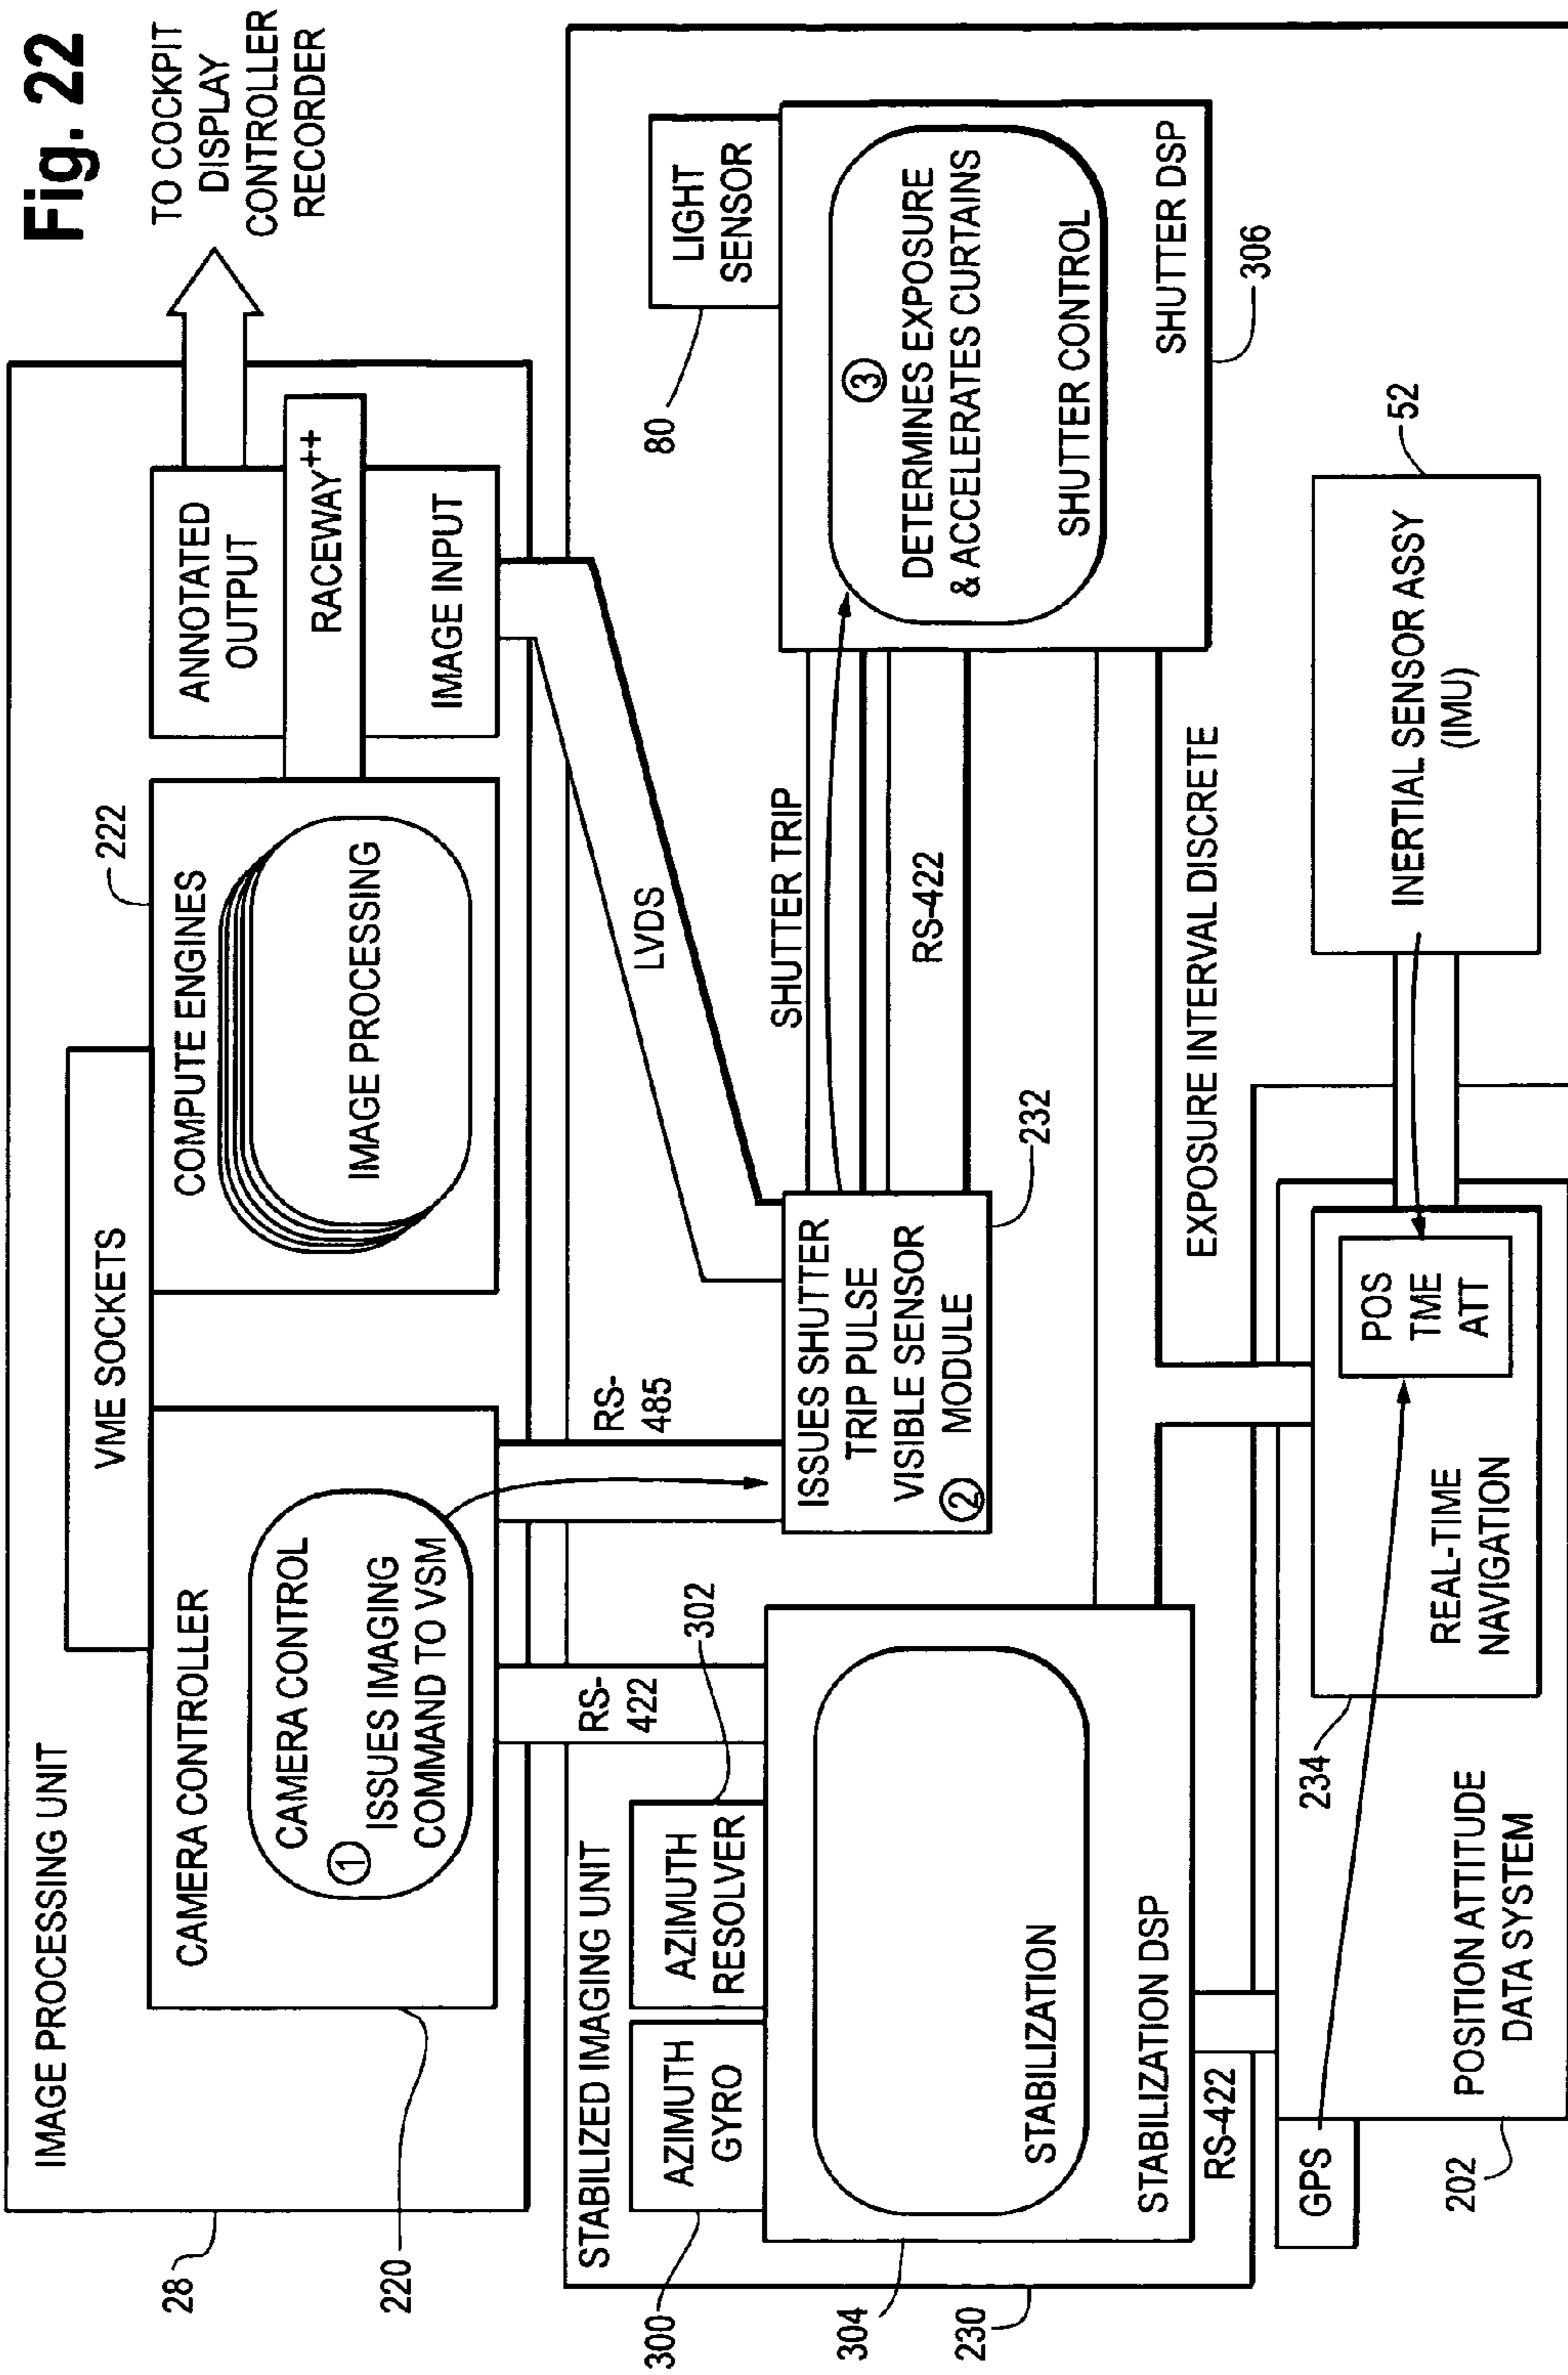 Fig. 22
TO COCKPIT
DISPLAY
CONTROLLER
RECORDER
IMAGE PROCESSING UNIT
28
VME SOCKETS
CAMERA CONTROLLER
CAMERA CONTROL
1
ISSUES IMAGING
COMMAND TO VSM
220
COMPUTE ENGINES
222
IMAGE PROCESSING
ANNOTATED
OUTPUT
RACEWAY++
IMAGE INPUT
STABILIZED IMAGING UNIT
230
AZIMUTH
GYRO
300
AZIMUTH
RESOLVER
302
RS-
422
RS-
485
LVDS
STABILIZATION
STABILIZATION DSP
304
ISSUES SHUTTER
TRIP PULSE
VISIBLE SENSOR
2 MODULE
232
SHUTTER TRIP
RS-422
LIGHT
SENSOR
80
3
DETERMINES EXPOSURE
& ACCELERATES CURTAINS
SHUTTER CONTROL
SHUTTER DSP
306
EXPOSURE INTERVAL DISCRETE
RS-422
GPS
POSITION ATTITUDE
DATA SYSTEM
202
234
REAL-TIME
NAVIGATION
POS
TME
ATT
INERTIAL SENSOR ASSY
(IMU)
52